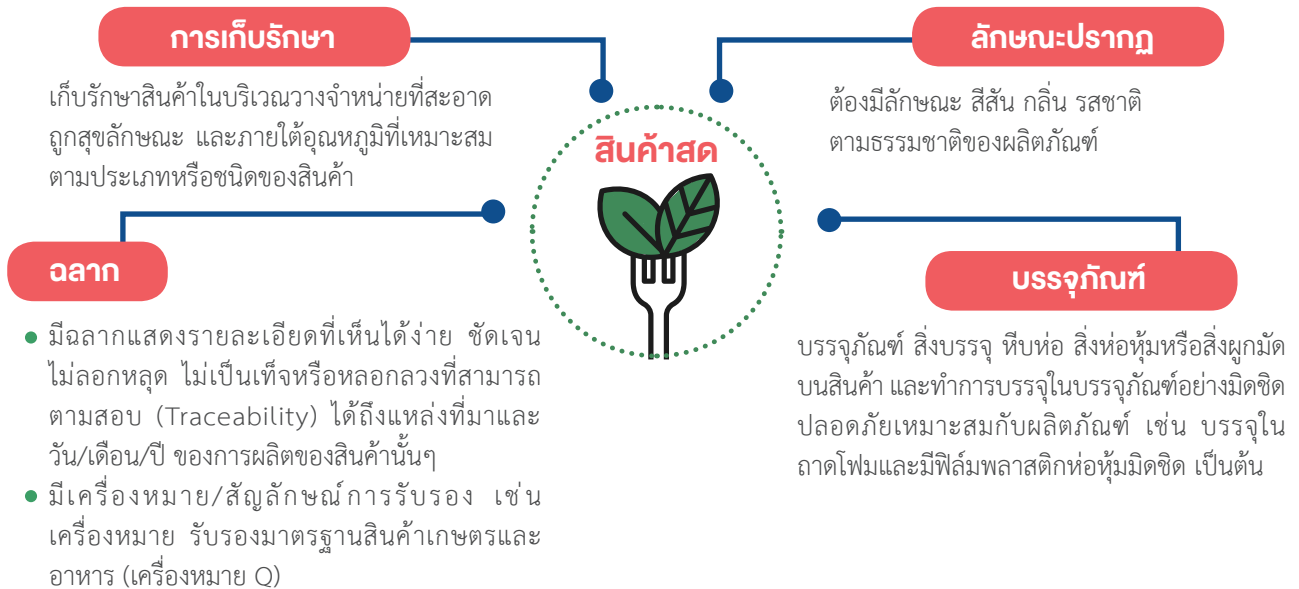 การเก็บรักษา
เก็บรักษาสินค้าในบริเวณวางจำหน่ายที่สะอาด
ถูกสุขลักษณะ และภายใต้อุณหภูมิที่เหมาะสม
ตามประเภทหรือชนิดของสินค้า
ลักษณะปรากฏ
ต้องมีลักษณะ สีสัน กลิ่น รสชาติ
ตามธรรมชาติของผลิตภัณฑ์
สินค้าสด
ฉลาก
มีฉลากแสดงรายละเอียดที่เห็นได้ง่าย ชัดเจน
ไม่ลอกหลุด ไม่เป็นเท็จหรือหลอกลวงที่สามารถ
ตามสอบ (Traceability) ได้ถึงแหล่งที่มาและ
วัน/เดือน/ปี ของการผลิตของสินค้านั้นๆ
มีเครื่องหมาย/สัญลักษณ์การรับรอง เช่น
เครื่องหมาย รับรองมาตรฐานสินค้าเกษตรและ
อาหาร (เครื่องหมาย Q)
บรรจุภัณฑ์
บรรจุภัณฑ์ สิ่งบรรจุ หีบห่อ สิ่งห่อหุ้มหรือสิ่งผูกมัด
บนสินค้า และทำการบรรจุในบรรจุภัณฑ์อย่างมิดชิด
ปลอดภัยเหมาะสมกับผลิตภัณฑ์ เช่น บรรจุใน
ถาดโฟมและมีฟิล์มพลาสติกห่อหุ้มมิดชิด เป็นต้น